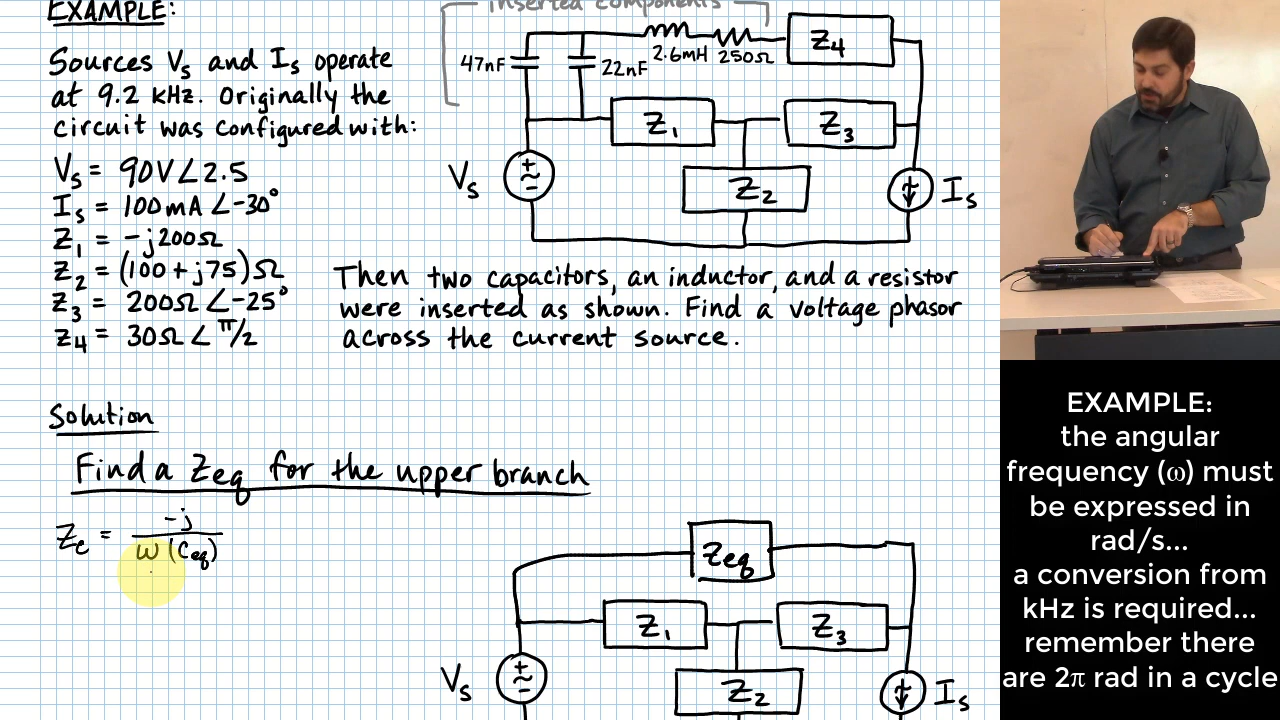 inserted components
EXAMPLE:
Sources Vs and Is operate
at 9.2 kHz. Originally the
circuit was configured with:
Vs = 90V∠2.5
Is = 100mA∠-30°
Z1 = -j200Ω
Z2 = (100+j75)Ω
Z3 = 200Ω∠-25°
Z4 = 30Ω∠π/2
47nF
22nF
2.6mH
250Ω
Z4
Z1
Z3
Vs
+
Z2
Is
Then two capacitors, an inductor, and a resistor
were inserted as shown. Find a voltage phasor
across the current source.
Solution
Find a Zeq for the upper branch
Zc = -j / ω(Ceq)
Zeq
Z1
Z3
Vs
+
Z2
Is
EXAMPLE:
the angular
frequency (ω) must
be expressed in
rad/s...
a conversion from
kHz is required...
remember there
are 2π rad in a cycle